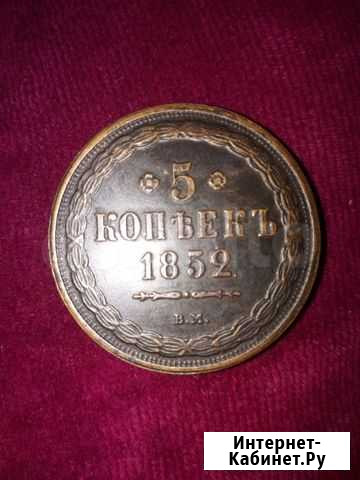 5
КОПѢЕКЪ
1852
В.М.
Интернет-
Кабинет.Ру